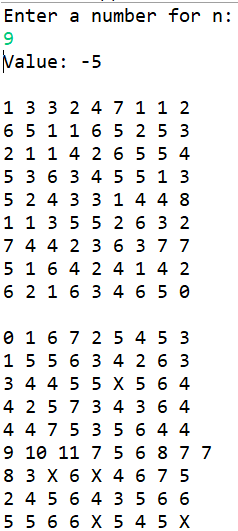 Enter a number for n:
9
Value: -5

1 3 3 2 4 7 1 1 2
6 5 1 1 6 5 2 5 3
2 1 1 4 2 6 5 5 4
5 3 6 3 4 5 5 1 3
5 2 4 3 3 1 4 4 8
1 1 3 5 5 2 6 3 2
7 4 4 2 3 6 3 7 7
5 1 6 4 2 4 1 4 2
6 2 1 6 3 4 6 5 0

0 1 6 7 2 5 4 5 3
1 5 5 6 3 4 2 6 3
3 4 4 5 5 X 5 6 4
4 2 5 7 3 4 3 6 4
4 4 7 5 3 5 6 4 4
9 10 11 7 5 6 8 7 7
8 3 X 6 X 4 6 7 5
2 4 5 6 4 3 5 6 6
5 5 6 6 X 5 4 5 X